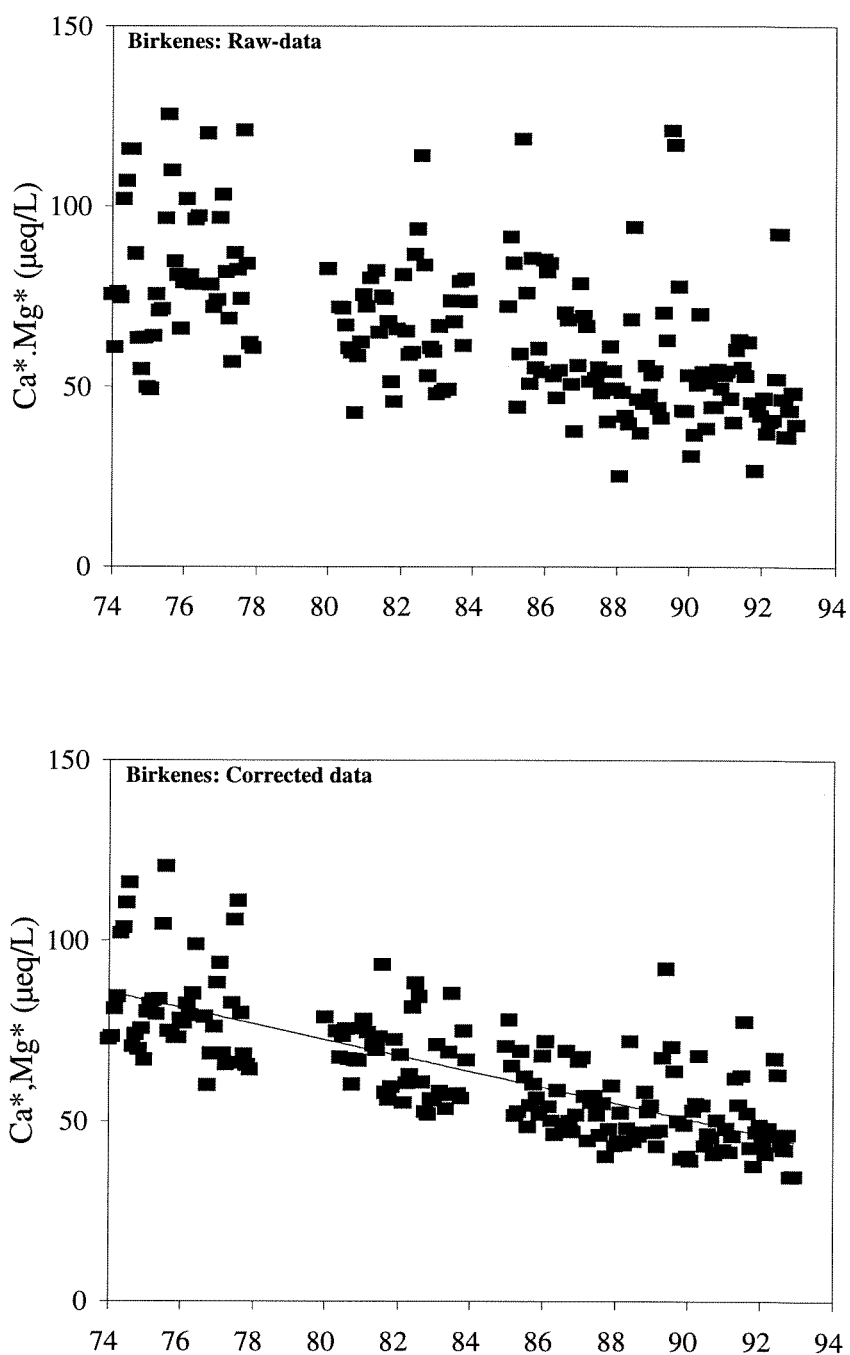 150
Birkenes: Raw-data
100
50
0
Ca*.Mg* (µeq/L)
74 76 78 80 82 84 86 88 90 92 94
150
Birkenes: Corrected data
100
50
0
Ca*,Mg* (µeq/L)
74 76 78 80 82 84 86 88 90 92 94